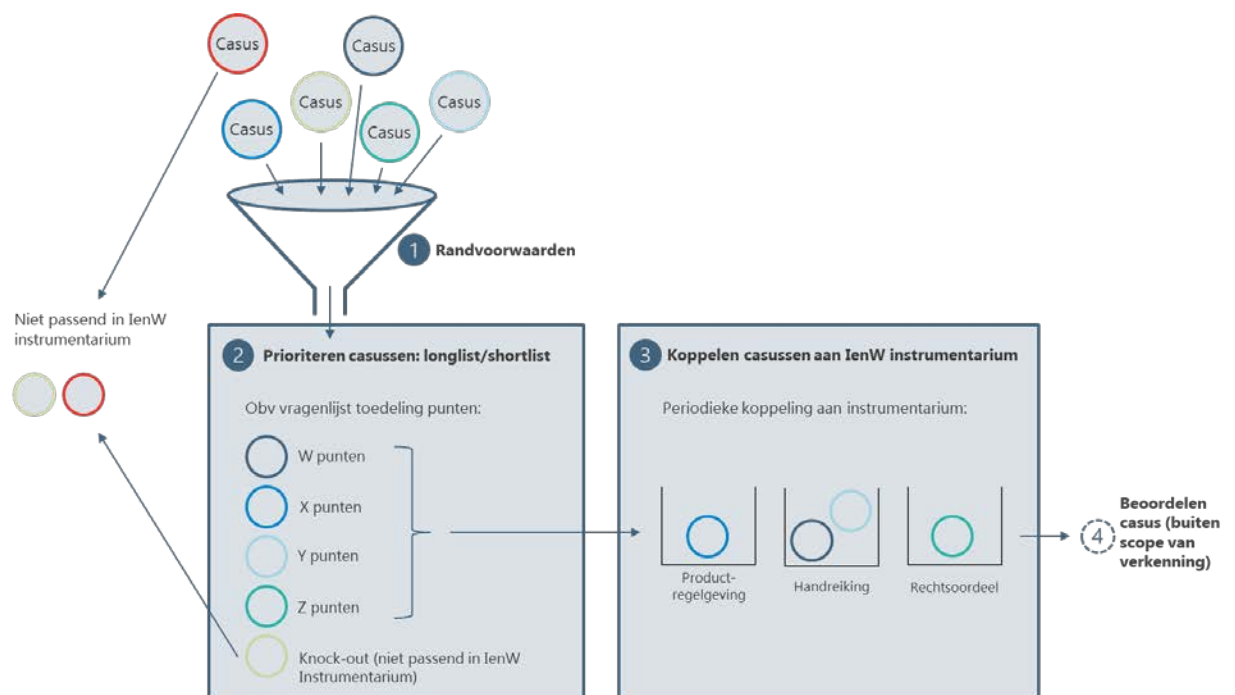 Casus
Casus
Casus
Casus
Casus
Casus
1 Randvoorwaarden
Niet passend in IenW
instrumentarium
2 Prioriteren casussen: longlist/shortlist
Obv vragenlijst toedeling punten:
W punten
X punten
Y punten
Z punten
Knock-out (niet passend in IenW
Instrumentarium)
3 Koppelen casussen aan IenW instrumentarium
Periodieke koppeling aan instrumentarium:
Product-
regelgeving
Handreiking
Rechtsoordeel
4
Beoordelen
casus (buiten
scope van
verkenning)